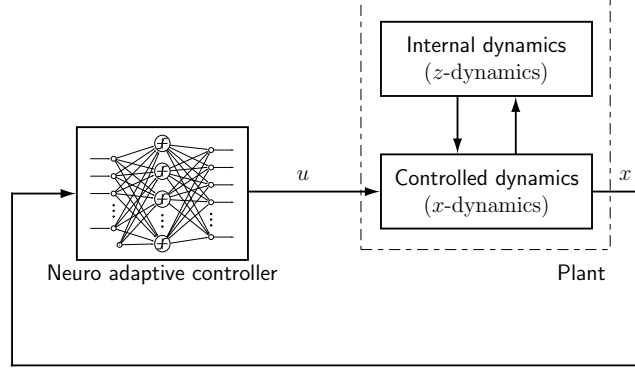 Internal dynamics
(z-dynamics)
u
Controlled dynamics
(x-dynamics)
x
Neuro adaptive controller
Plant